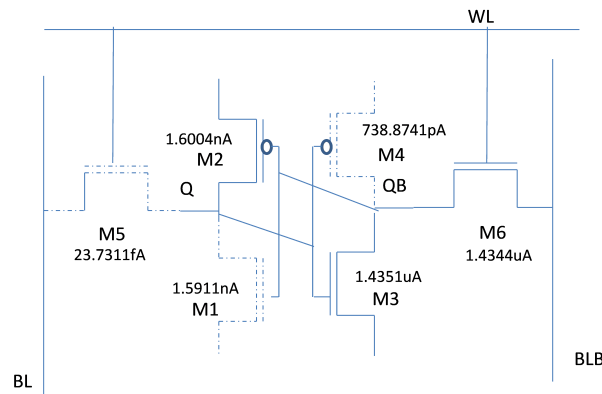 WL
1.6004nA
M2
738.8741pA
M4
Q
QB
M5
23.7311fA
M6
1.4344uA
1.5911nA
M1
1.4351uA
M3
BL
BLB